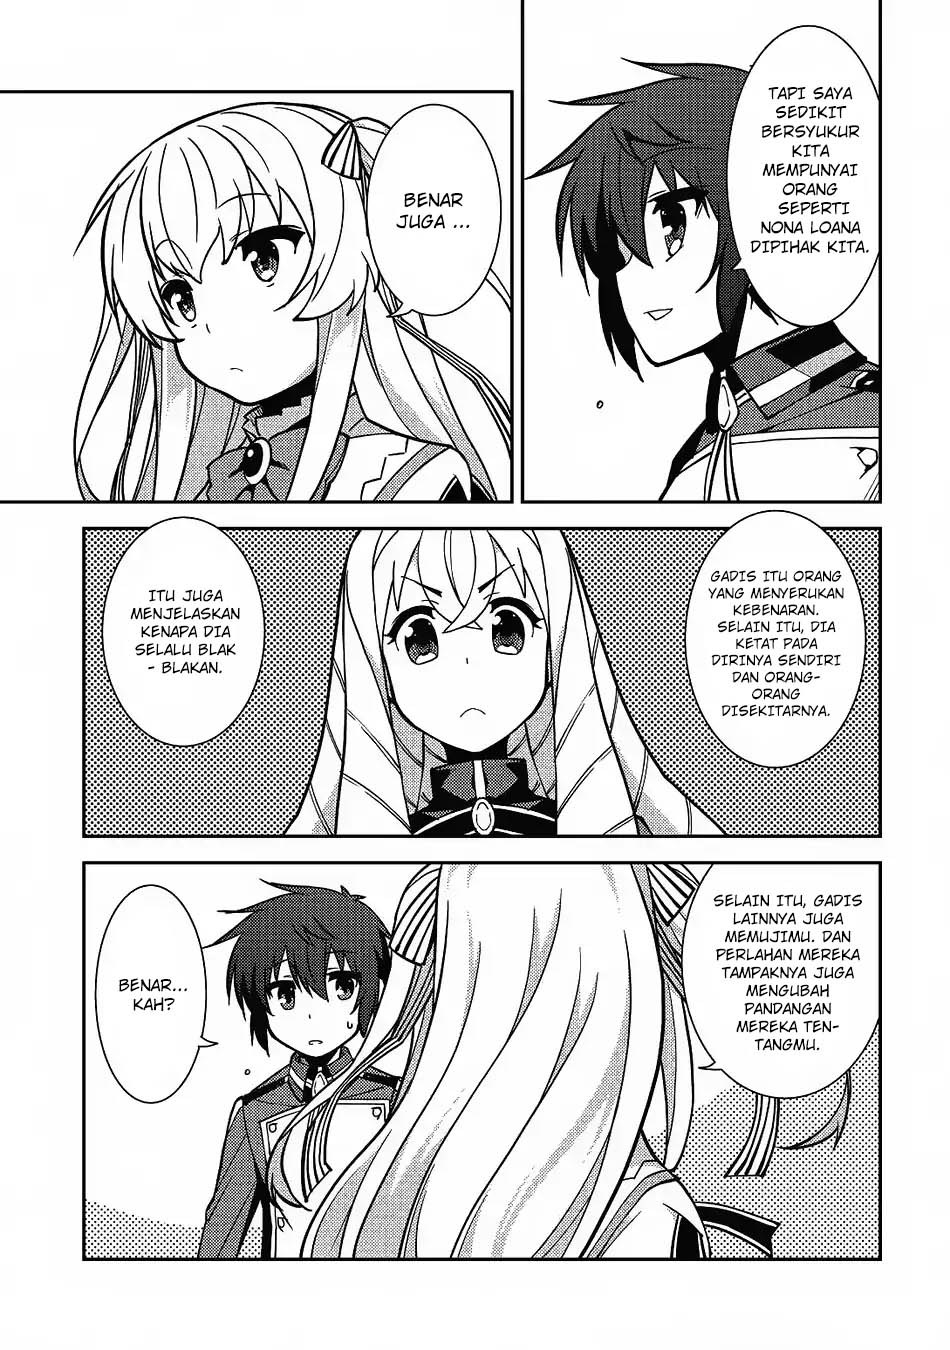 TAPI SAYA
SEDIKIT
BERSYUKUR
KITA
MEMPUNYAI
ORANG
SEPERTI
NONA LOANA
DIPIHAK KITA.
BENAR
JUGA ...
GADIS ITU ORANG
YANG MENYERUKAN
KEBENARAN.
SELAIN ITU, DIA
KETAT PADA
DIRINYA SENDIRI
DAN ORANG-
ORANG
DISEKITARNYA.
ITU JUGA
MENJELASKAN
KENAPA DIA
SELALU BLAK
- BLAKAN.
SELAIN ITU, GADIS
LAINNYA JUGA
MEMUJIMU. DAN
PERLAHAN MEREKA
TAMPAKNYA JUGA
MENGUBAH
PANDANGAN
MEREKA TEN-
TANGMU.
BENAR...
KAH?